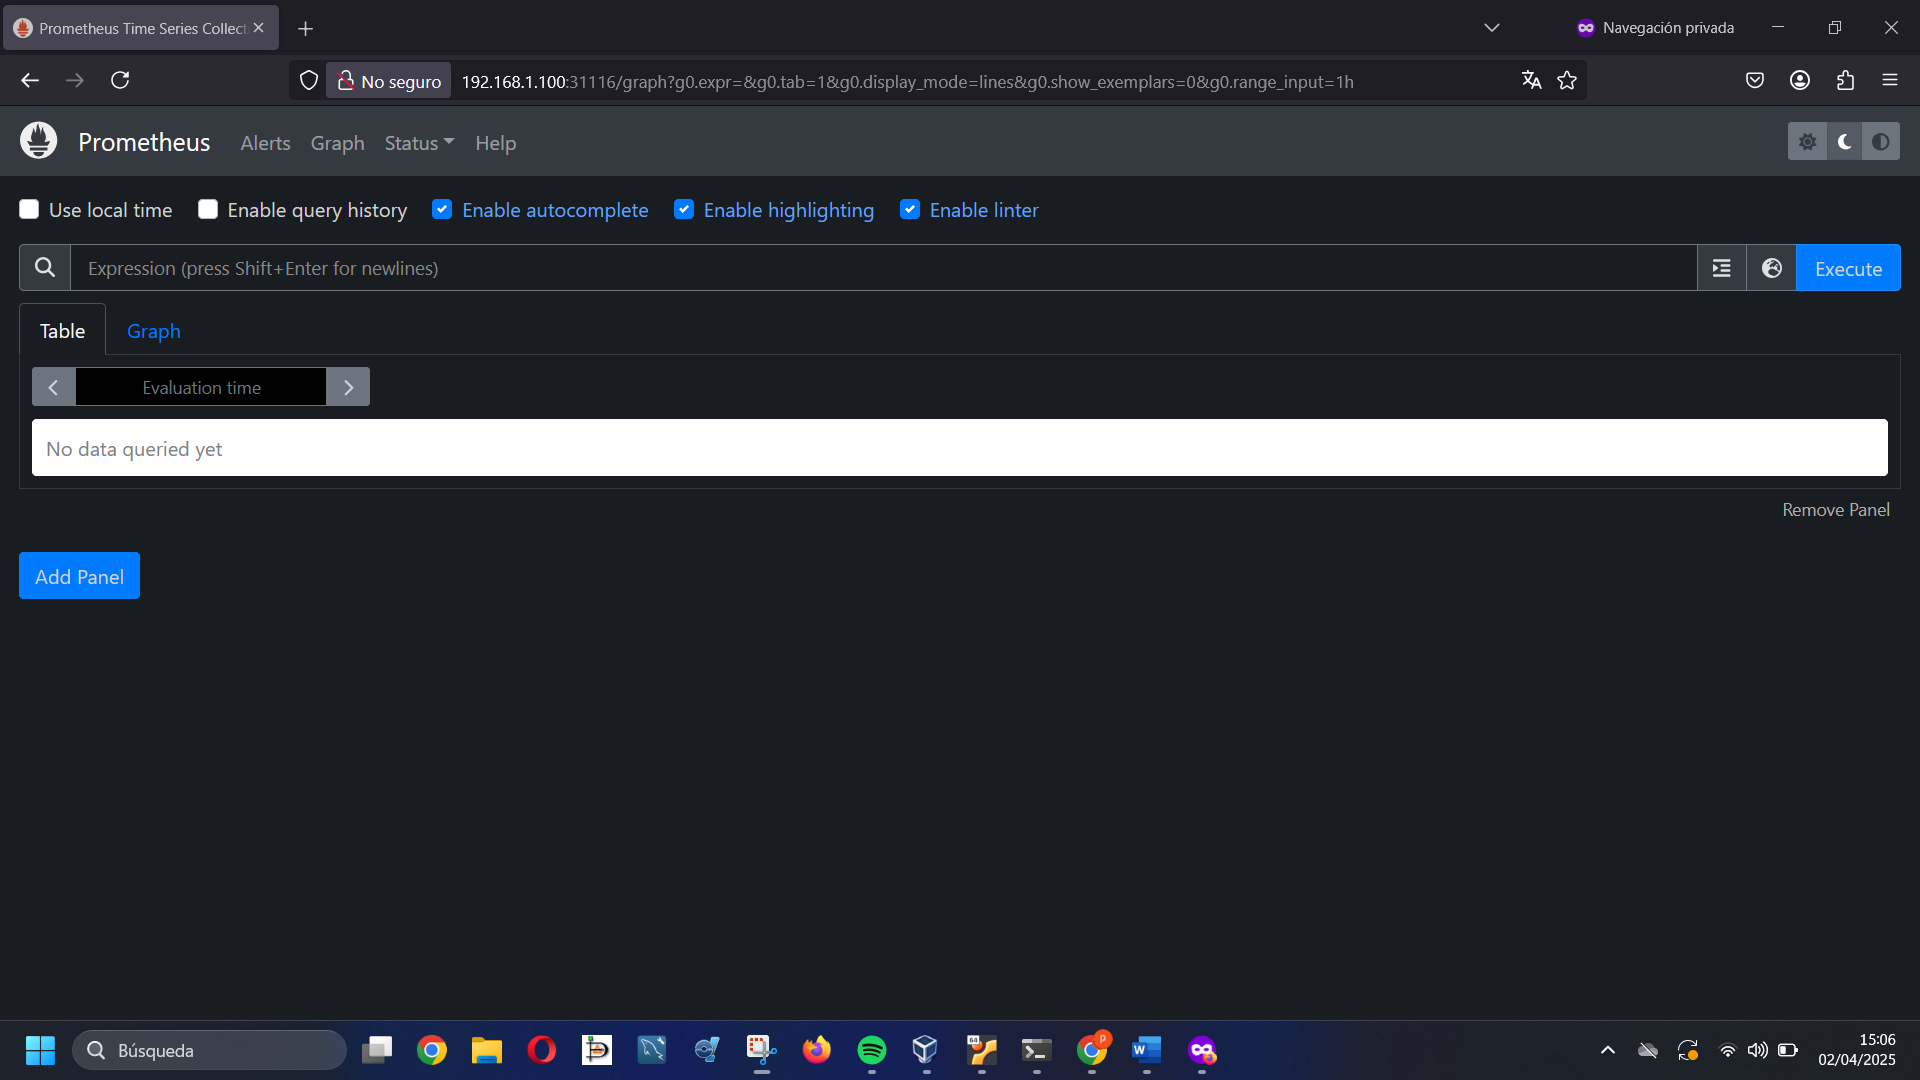 Prometheus Time Series Collect
Navegación privada
No seguro
192.168.1.100:31116/graph?g0.expr=&g0.tab=1&g0.display_mode=lines&g0.show_exemplars=0&g0.range_input=1h
Prometheus Alerts Graph Status Help
Use local time Enable query history Enable autocomplete Enable highlighting Enable linter
Expression (press Shift+Enter for newlines)
Execute
Table Graph
Evaluation time
No data queried yet
Remove Panel
Add Panel
Búsqueda
64
P
W
15:06
02/04/2025